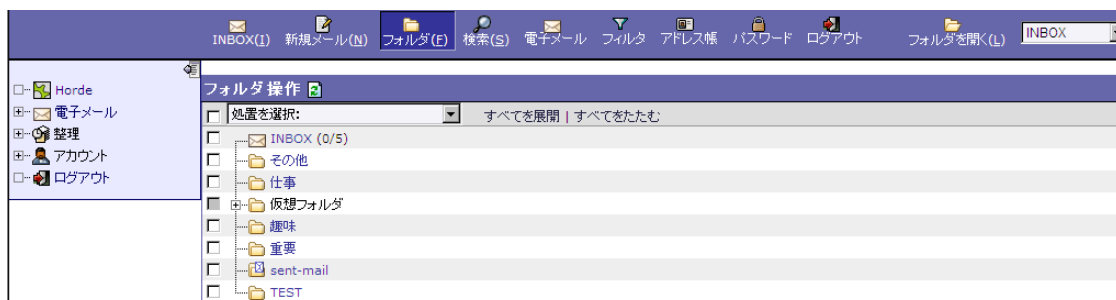 INBOX(I) 新規メール(N) フォルダ(F) 検索(S) 電子メール フィルタ アドレス帳 パスワード ログアウト フォルダを開く(L) INBOX
Horde
電子メール
整理
アカウント
ログアウト
フォルダ操作
処置を選択: すべてを展開 | すべてをたたむ
INBOX (0/5)
その他
仕事
仮想フォルダ
趣味
重要
sent-mail
TEST